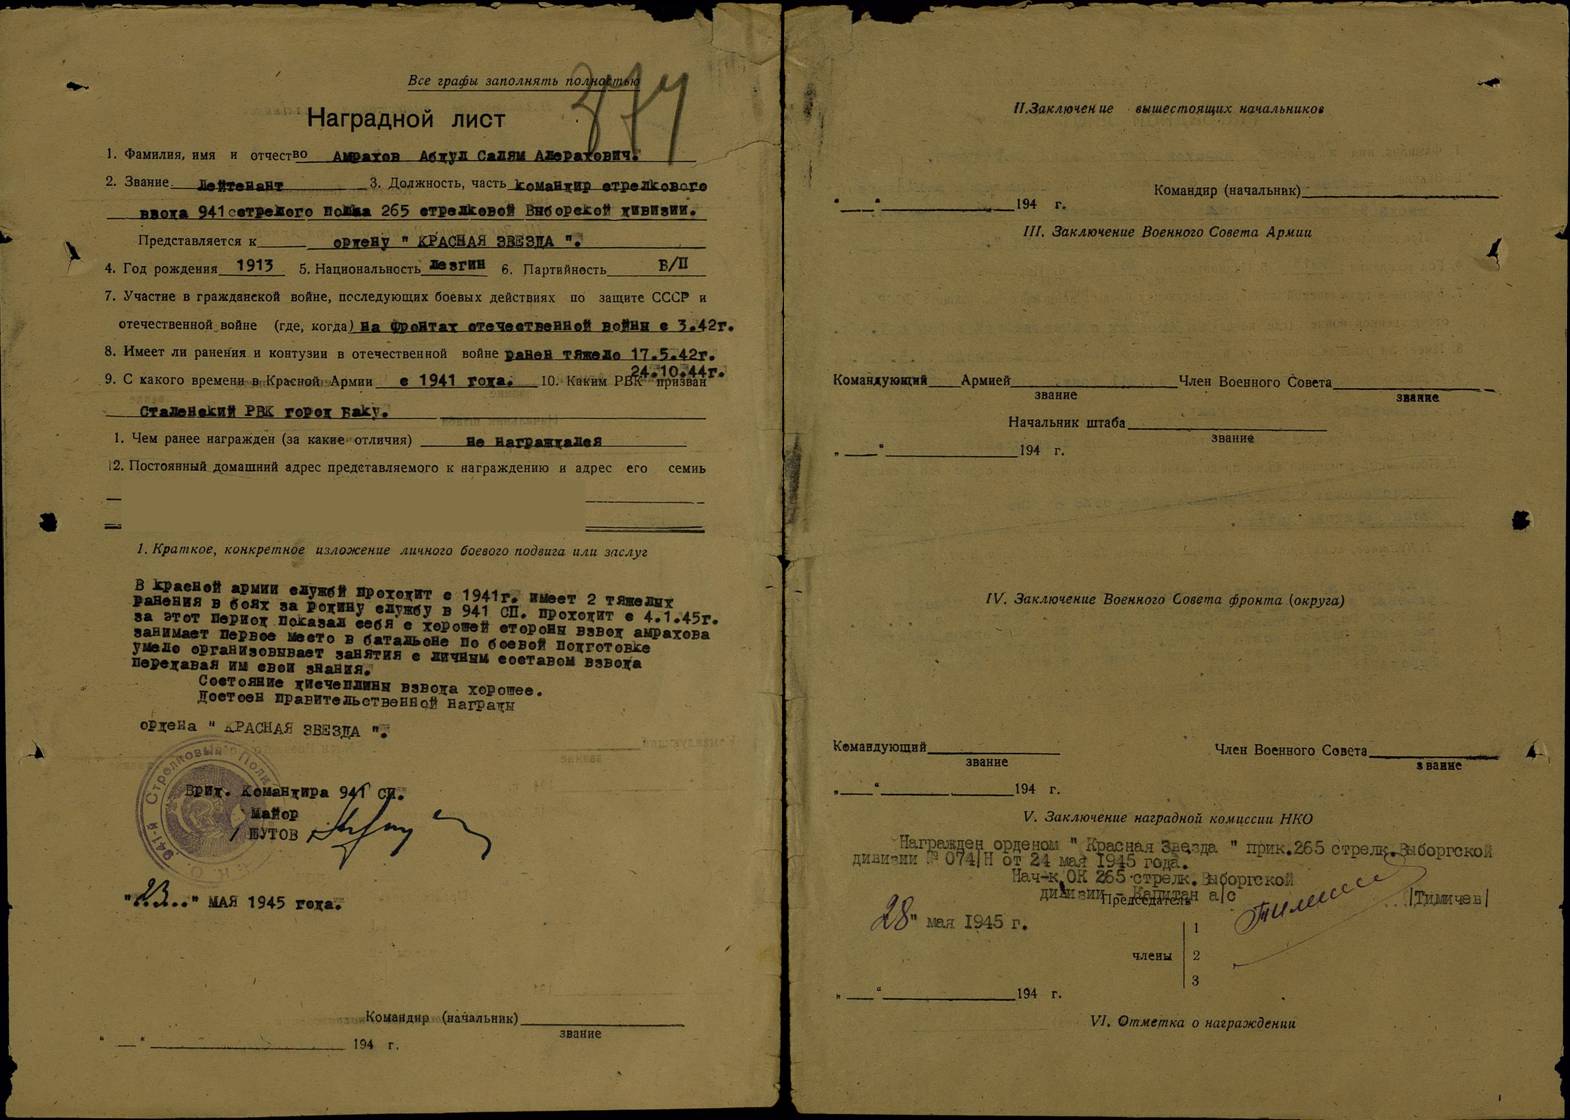 Все графы заполнять полностью
Наградной лист
1. Фамилия, имя и отчество Амрахов Абдул Салям Алерахович.
2. Звание Лейтенант 3. Должность, часть командир стрелкового
ввода 941 стрелого полка 265 стрелковой Выборской дивизии.
Представляется к ордену " КРАСНАЯ ЗВЕЗДА ".
4. Год рождения 1913 5. Национальность лезгин 6. Партийность Б/П
7. Участие в гражданской войне, последующих боевых действиях по защите СССР и
отечественной войне (где, когда) на фронтах отечественной войны с 3.42г.
8. Имеет ли ранения и контузии в отечественной войне ранен тяжело 17.5.42г.
24.10.44г.
9. С какого времени в Красной Армии с 1941 года. 10. Каким РВК призван
Сталенский РВК город Баку.
1. Чем ранее награжден (за какие отличия) не награждался
12. Постоянный домашний адрес представляемого к награждению и адрес его семиь
1. Краткое, конкретное изложение личного боевого подвига или заслуг
В красной армии службй проходит с 1941г. имеет 2 тяжелых
ранения в боях за родину службу в 941 СП. проходит с 4.1.45г.
за этот период показал себя с хорошей стороны взвод амрахова
занимает первое место в батальоне по боевой подготовке
умело организовывает занятия с личным составом взвода
передавая им свои знания.
Состояние дисчеплины взвода хорошее.
Достоен правительственной награды
ордена " КРАСНАЯ ЗВЕЗДА ".
941-й Стрелковый Полк
Врид. Командира 941 СП.
Майор
/ ШУТОВ
"23" МАЯ 1945 года.
Командир (начальник)
звание
" " 194 г.
II. Заключение вышестоящих начальников
Командир (начальник)
" " 194 г.
III. Заключение Военного Совета Армии
Командующий Армией Член Военного Совета
звание звание
Начальник штаба
звание
" " 194 г.
IV. Заключение Военного Совета фронта (округа)
Командующий Член Военного Совета
звание звание
" " 194 г.
V. Заключение наградной комиссии НКО
Награжден орденом " Красная Звезда " прик.265 стрелк.Выборгской
дивизии № 074/Н от 24 мая 1945 года.
Нач-к ОК 265 стрелк.Выборгской
дивизии - Капитан а/с /Тимичев/
Председатель
28" мая 1945 г.
1
члены 2
3
" " 194 г.
VI. Отметка о награждении